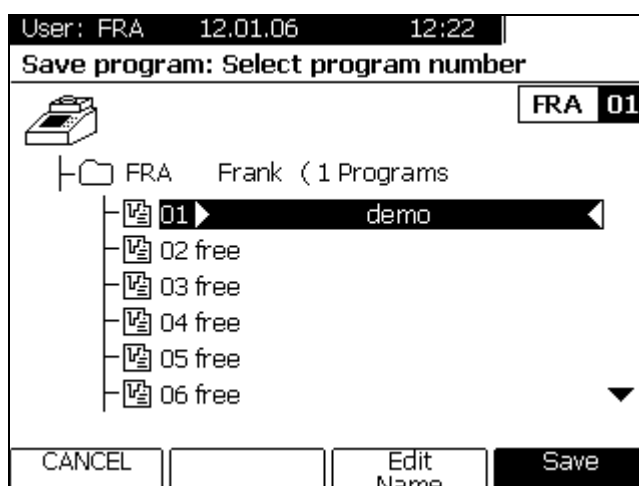 User: FRA 12.01.06 12:22
Save program: Select program number
FRA 01
FRA Frank ( 1 Programs
01 demo
02 free
03 free
04 free
05 free
06 free
CANCEL Edit Name Save